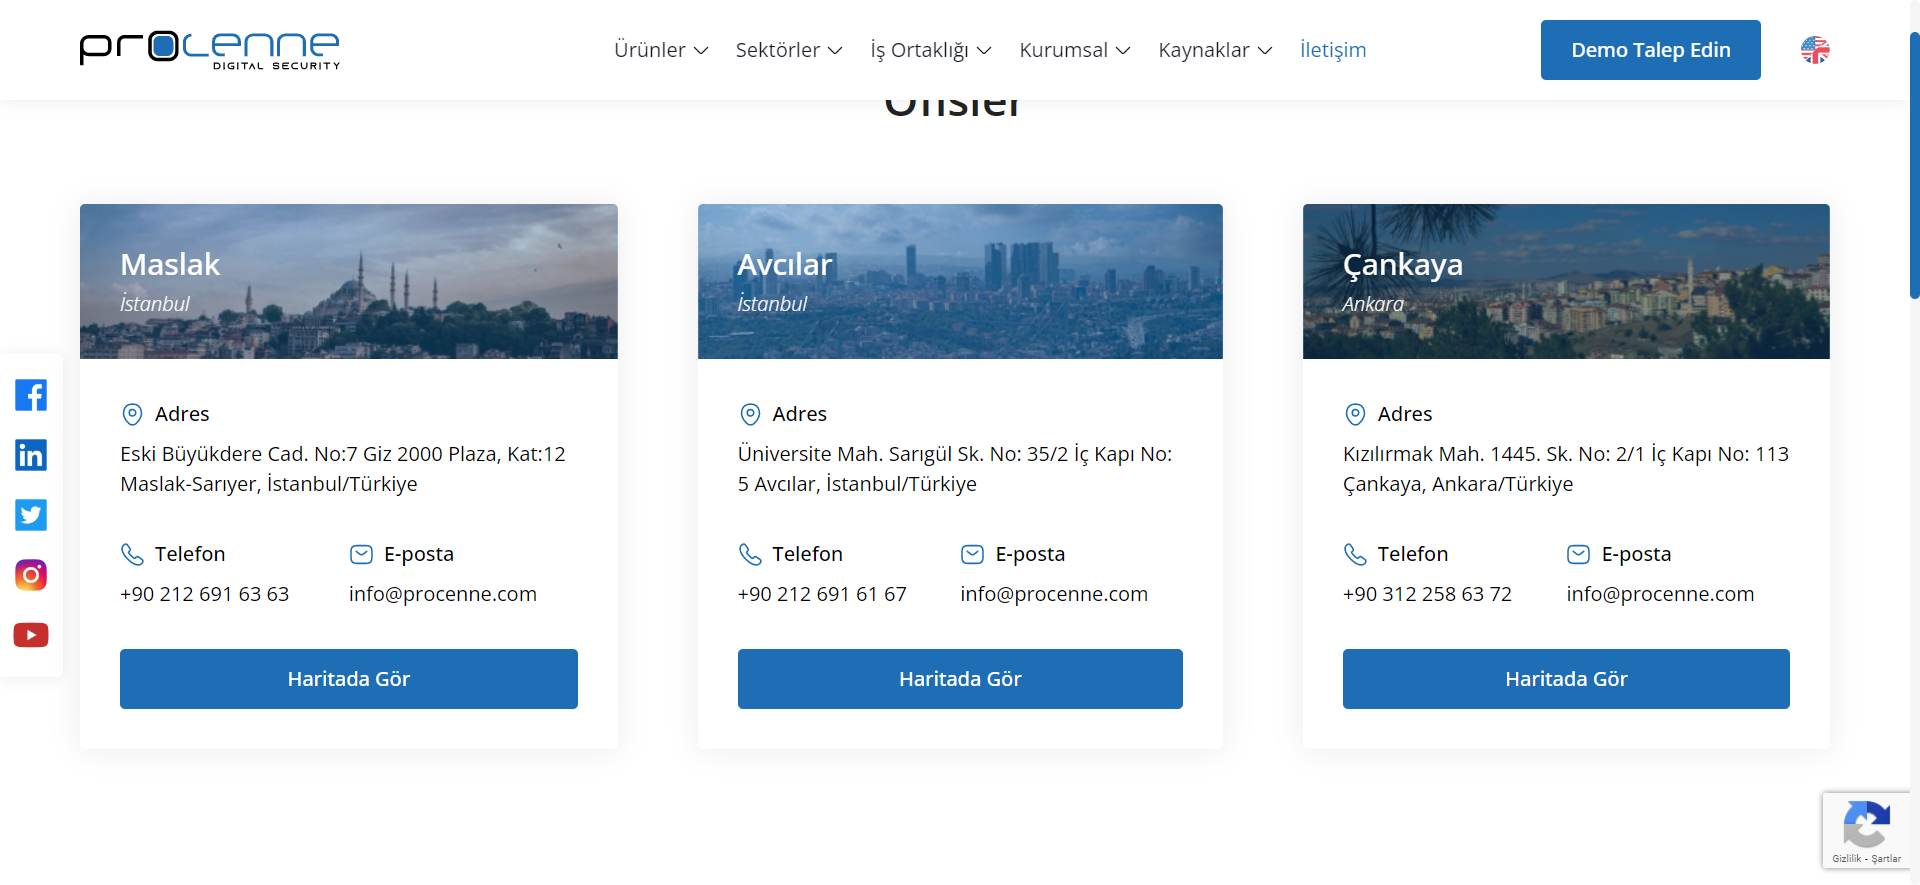 procenne
DIGITAL SECURITY
Ürünler
Sektörler
İş Ortaklığı
Kurumsal
Kaynaklar
İletişim
Demo Talep Edin
Ofisler
Maslak
İstanbul
Adres
Eski Büyükdere Cad. No:7 Giz 2000 Plaza, Kat:12
Maslak-Sarıyer, İstanbul/Türkiye
Telefon
+90 212 691 63 63
E-posta
info@procenne.com
Haritada Gör
Avcılar
İstanbul
Adres
Üniversite Mah. Sarıgül Sk. No: 35/2 İç Kapı No:
5 Avcılar, İstanbul/Türkiye
Telefon
+90 212 691 61 67
E-posta
info@procenne.com
Haritada Gör
Çankaya
Ankara
Adres
Kızılırmak Mah. 1445. Sk. No: 2/1 İç Kapı No: 113
Çankaya, Ankara/Türkiye
Telefon
+90 312 258 63 72
E-posta
info@procenne.com
Haritada Gör
Gizlilik - Şartlar